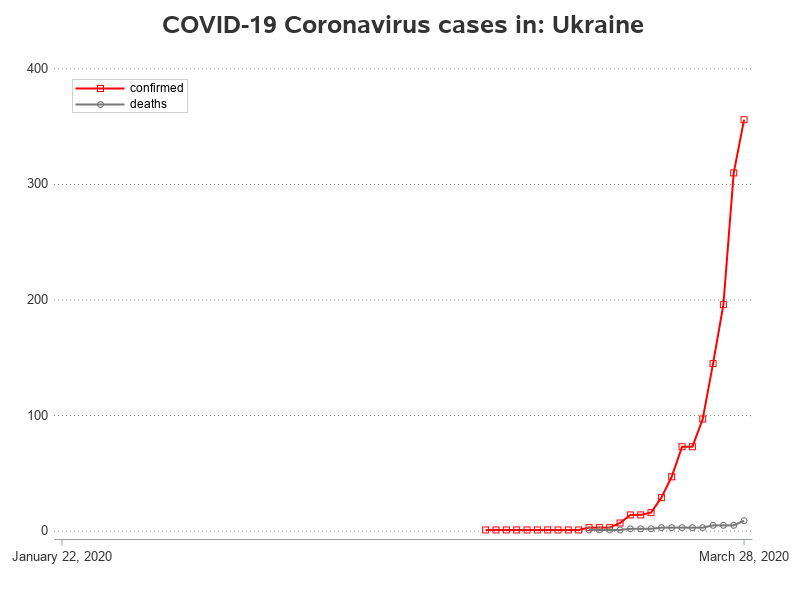 COVID-19 Coronavirus cases in: Ukraine
400
confirmed
deaths
300
200
100
0
January 22, 2020
March 28, 2020